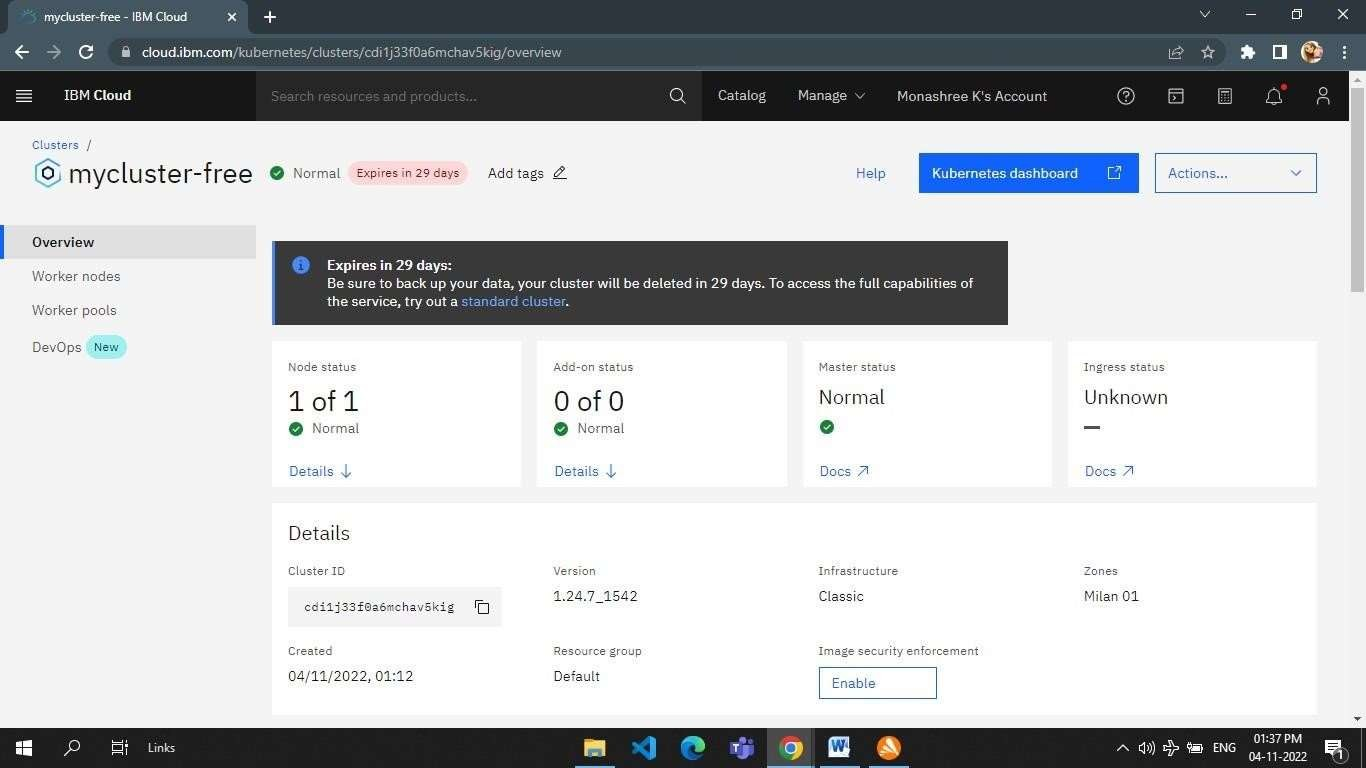 mycluster-free - IBM Cloud
cloud.ibm.com/kubernetes/clusters/cdi1j33f0a6mchav5kig/overview
IBM Cloud
Search resources and products...
Catalog
Manage
Monashree K's Account
Clusters /
mycluster-free
Normal
Expires in 29 days
Add tags
Help
Kubernetes dashboard
Actions...
Overview
Worker nodes
Worker pools
DevOps New
Expires in 29 days:
Be sure to back up your data, your cluster will be deleted in 29 days. To access the full capabilities of
the service, try out a standard cluster.
Node status
1 of 1
Normal
Details
Add-on status
0 of 0
Normal
Details
Master status
Normal
Docs
Ingress status
Unknown
Docs
Details
Cluster ID
cdi1j33f0a6mchav5kig
Version
1.24.7_1542
Infrastructure
Classic
Zones
Milan 01
Created
04/11/2022, 01:12
Resource group
Default
Image security enforcement
Enable
Links
ENG
01:37 PM
04-11-2022
1